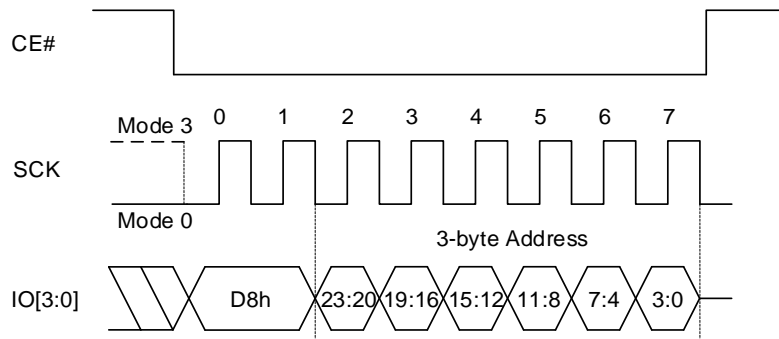 CE#
Mode 3 0 1 2 3 4 5 6 7
SCK
Mode 0
3-byte Address
IO[3:0] D8h 23:20 19:16 15:12 11:8 7:4 3:0